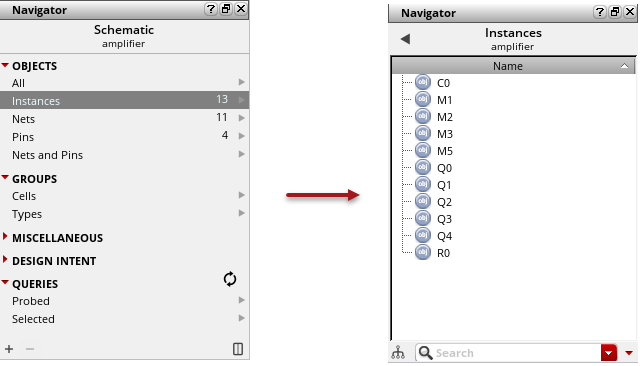 Navigator
Schematic
amplifier
OBJECTS
All
Instances 13
Nets 11
Pins 4
Nets and Pins
GROUPS
Cells
Types
MISCELLANEOUS
DESIGN INTENT
QUERIES
Probed
Selected
Navigator
Instances
amplifier
Name
obj C0
obj M1
obj M2
obj M3
obj M5
obj Q0
obj Q1
obj Q2
obj Q3
obj Q4
obj R0
Search